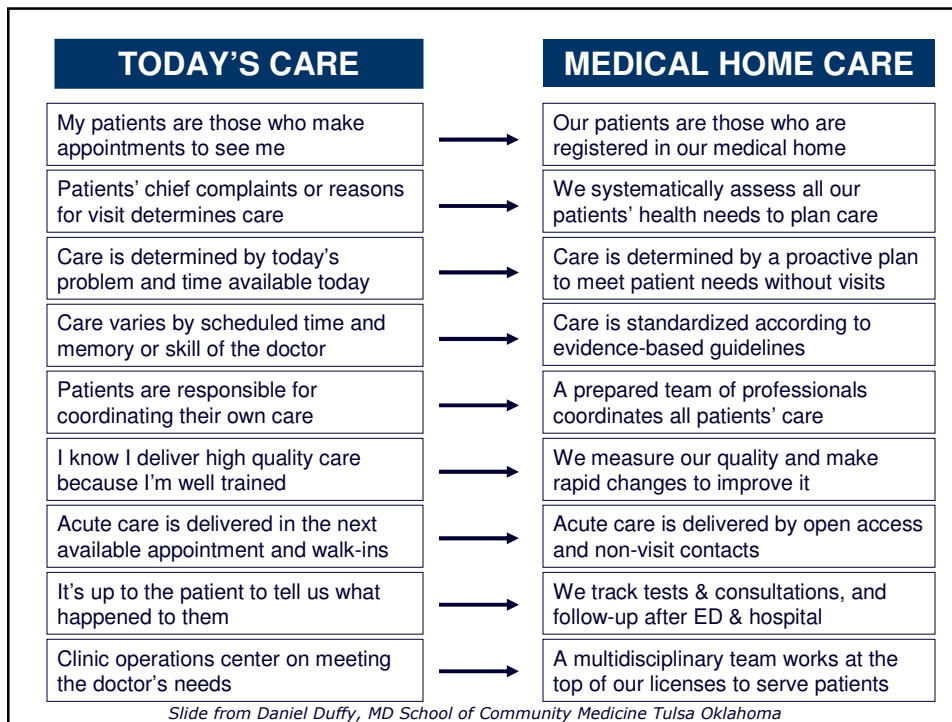 TODAY'S CARE
MEDICAL HOME CARE
My patients are those who make
appointments to see me
Our patients are those who are
registered in our medical home
Patients' chief complaints or reasons
for visit determines care
We systematically assess all our
patients' health needs to plan care
Care is determined by today's
problem and time available today
Care is determined by a proactive plan
to meet patient needs without visits
Care varies by scheduled time and
memory or skill of the doctor
Care is standardized according to
evidence-based guidelines
Patients are responsible for
coordinating their own care
A prepared team of professionals
coordinates all patients' care
I know I deliver high quality care
because I'm well trained
We measure our quality and make
rapid changes to improve it
Acute care is delivered in the next
available appointment and walk-ins
Acute care is delivered by open access
and non-visit contacts
It's up to the patient to tell us what
happened to them
We track tests & consultations, and
follow-up after ED & hospital
Clinic operations center on meeting
the doctor's needs
A multidisciplinary team works at the
top of our licenses to serve patients
Slide from Daniel Duffy, MD School of Community Medicine Tulsa Oklahoma